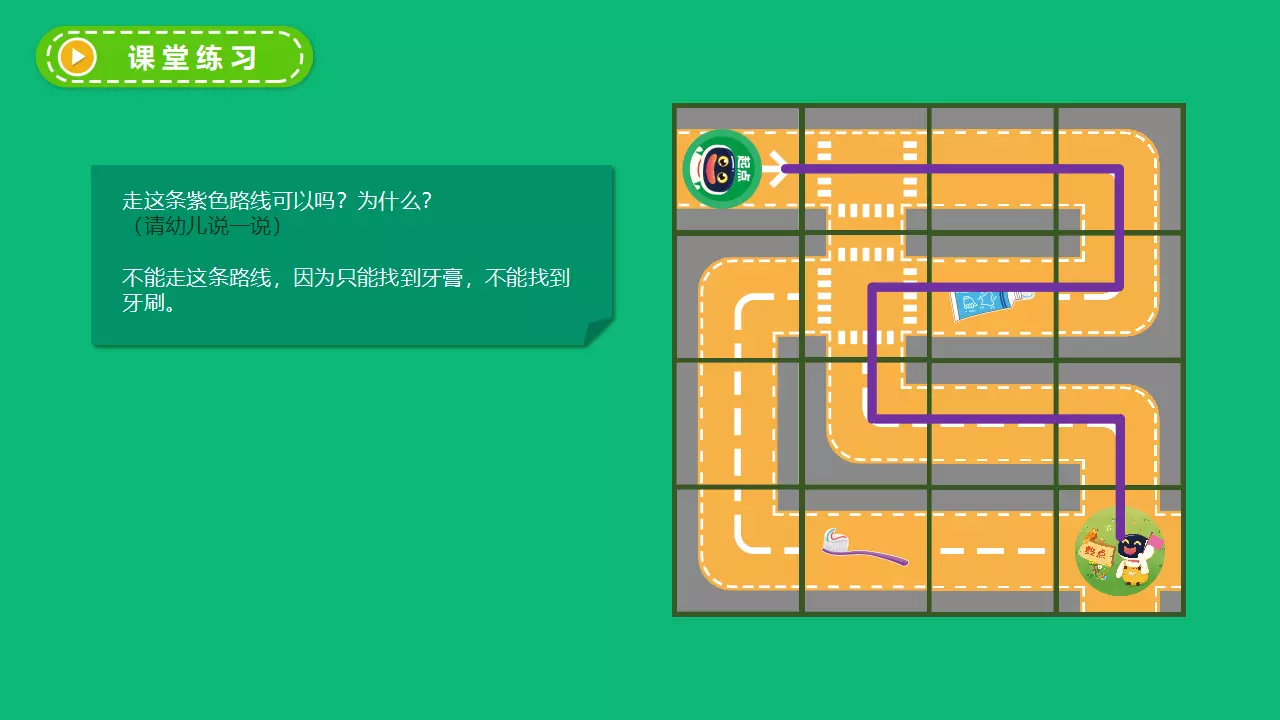 课堂练习
走这条紫色路线可以吗？为什么？
（请幼儿说一说）
不能走这条路线，因为只能找到牙膏，不能找到
牙刷。
起点
终点